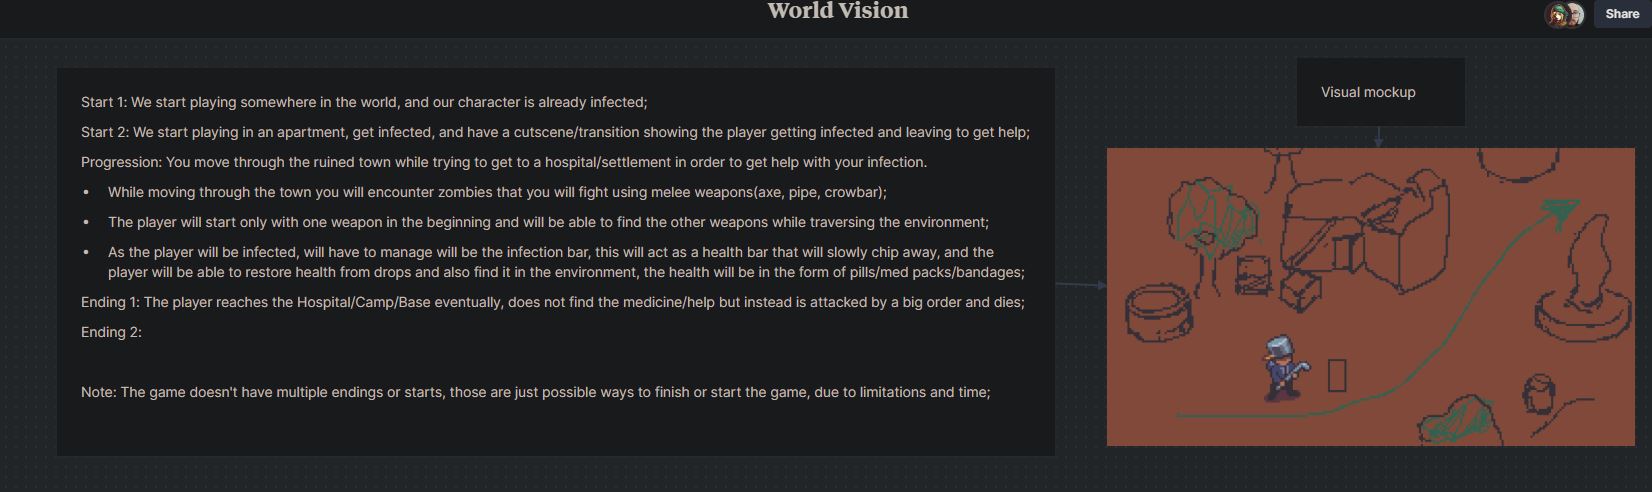 World Vision
Share
Start 1: We start playing somewhere in the world, and our character is already infected;
Start 2: We start playing in an apartment, get infected, and have a cutscene/transition showing the player getting infected and leaving to get help;
Progression: You move through the ruined town while trying to get to a hospital/settlement in order to get help with your infection.
• While moving through the town you will encounter zombies that you will fight using melee weapons(axe, pipe, crowbar);
• The player will start only with one weapon in the beginning and will be able to find the other weapons while traversing the environment;
• As the player will be infected, will have to manage will be the infection bar, this will act as a health bar that will slowly chip away, and the
player will be able to restore health from drops and also find it in the environment, the health will be in the form of pills/med packs/bandages;
Ending 1: The player reaches the Hospital/Camp/Base eventually, does not find the medicine/help but instead is attacked by a big order and dies;
Ending 2:
Note: The game doesn't have multiple endings or starts, those are just possible ways to finish or start the game, due to limitations and time;
Visual mockup